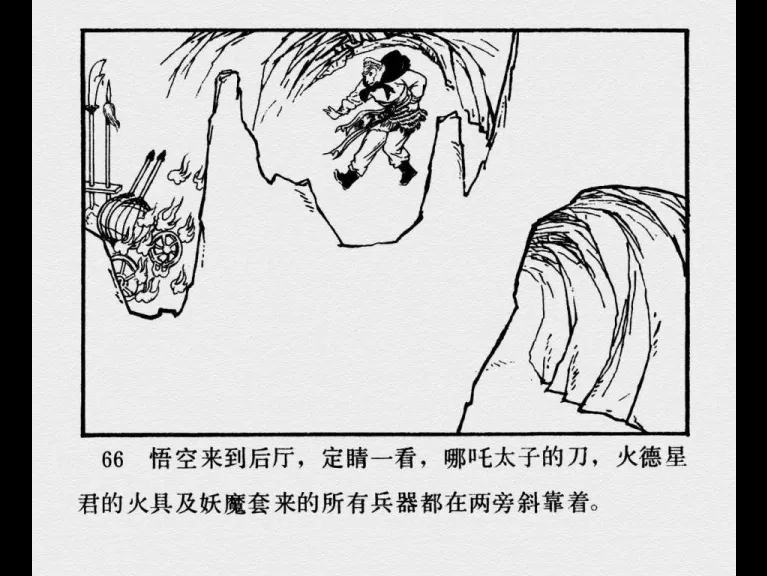 66 悟空来到后厅，定睛一看，哪吒太子的刀，火德星
君的火具及妖魔套来的所有兵器都在两旁斜靠着。